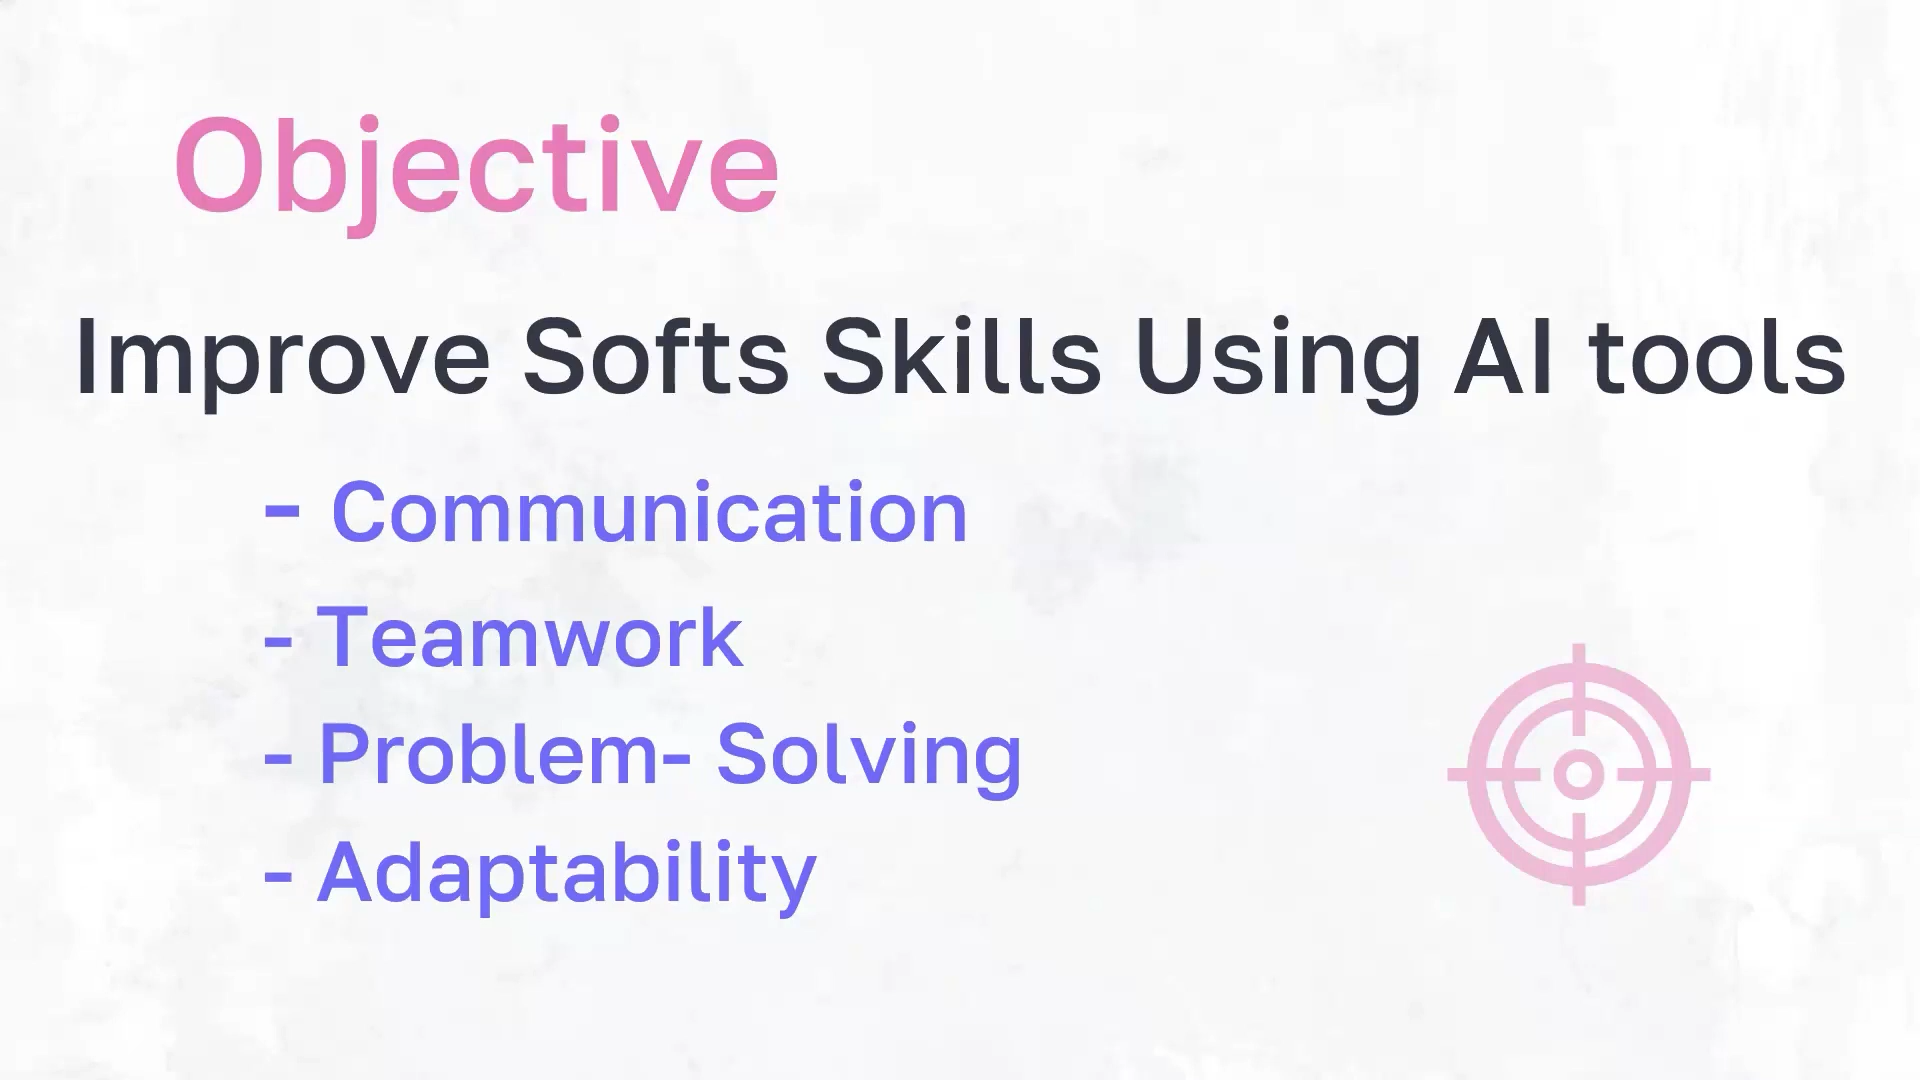 Objective
Improve Softs Skills Using AI tools
- Communication
- Teamwork
- Problem- Solving
- Adaptability